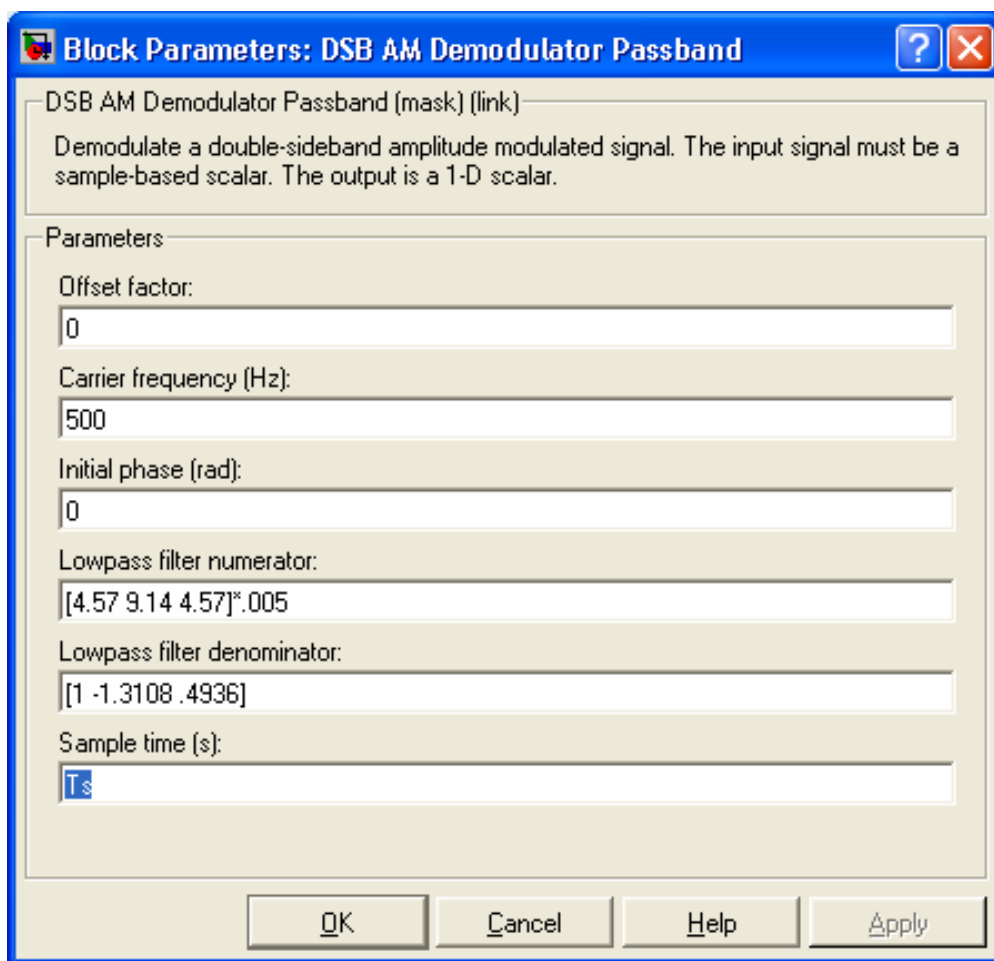 Block Parameters: DSB AM Demodulator Passband
DSB AM Demodulator Passband (mask) (link)
Demodulate a double-sideband amplitude modulated signal. The input signal must be a
sample-based scalar. The output is a 1-D scalar.
Parameters
Offset factor:
0
Carrier frequency (Hz):
500
Initial phase (rad):
0
Lowpass filter numerator:
[4.57 9.14 4.57]*.005
Lowpass filter denominator:
[1 -1.3108 .4936]
Sample time (s):
Ts
OK Cancel Help Apply